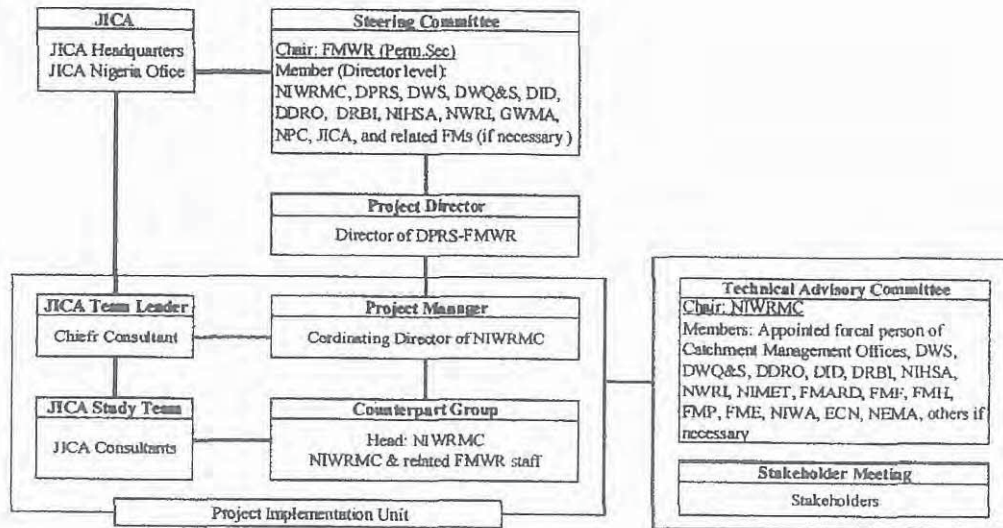 JICA
JICA Headquarters
JICA Nigeria Ofice
Steering Committee
Chair: FMWR (Perm.Sec)
Member (Director level):
NIWRMC, DPRS, DWS, DWQ&S, DID,
DDRO, DRBI, NIHSA, NWRI, GWMA,
NPC, JICA, and related FMs (if necessary )
Project Director
Director of DPRS-FMWR
JICA Team Leader
Chiefr Consultant
Project Manager
Cordinating Director of NIWRMC
JICA Study Team
JICA Consultants
Counterpart Group
Head: NIWRMC
NIWRMC & related FMWR staff
Project Implementation Unit
Technical Advisory Committee
Chair: NIWRMC
Members: Appointed forcal person of
Catchment Management Offices, DWS,
DWQ&S, DDRO, DID, DRBI, NIHSA,
NWRI, NIMET, FMARD, FMF, FMH,
FMP, FME, NIWA, ECN, NEMA, others if
necessary
Stakeholder Meeting
Stakeholders